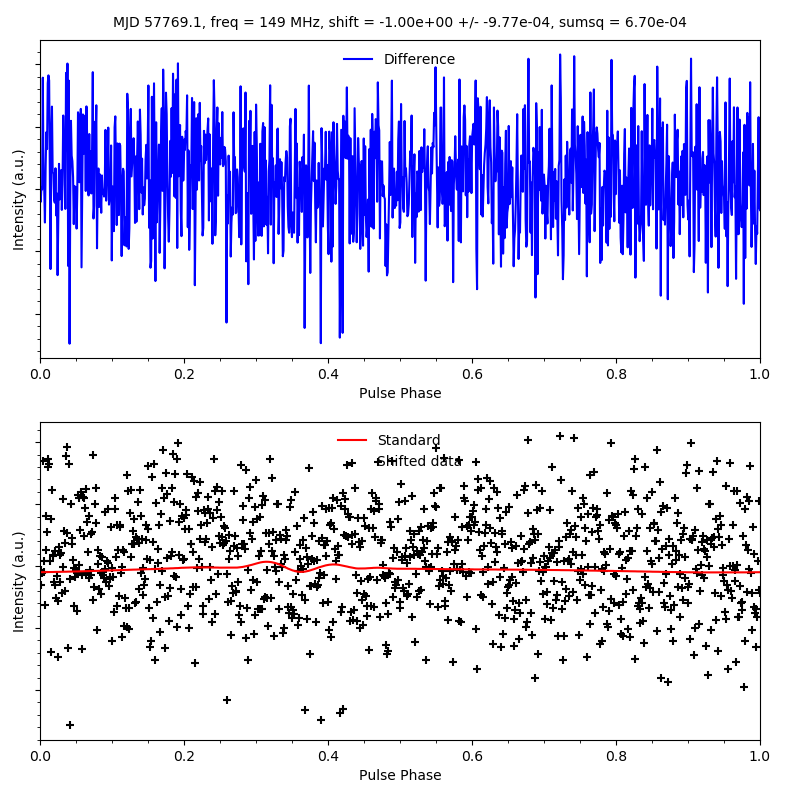 MJD 57769.1, freq = 149 MHz, shift = -1.00e+00 +/- -9.77e-04, sumsq = 6.70e-04
Difference
Intensity (a.u.)
0.0 0.2 0.4 0.6 0.8 1.0
Pulse Phase
Standard
Shifted data
Intensity (a.u.)
0.0 0.2 0.4 0.6 0.8 1.0
Pulse Phase